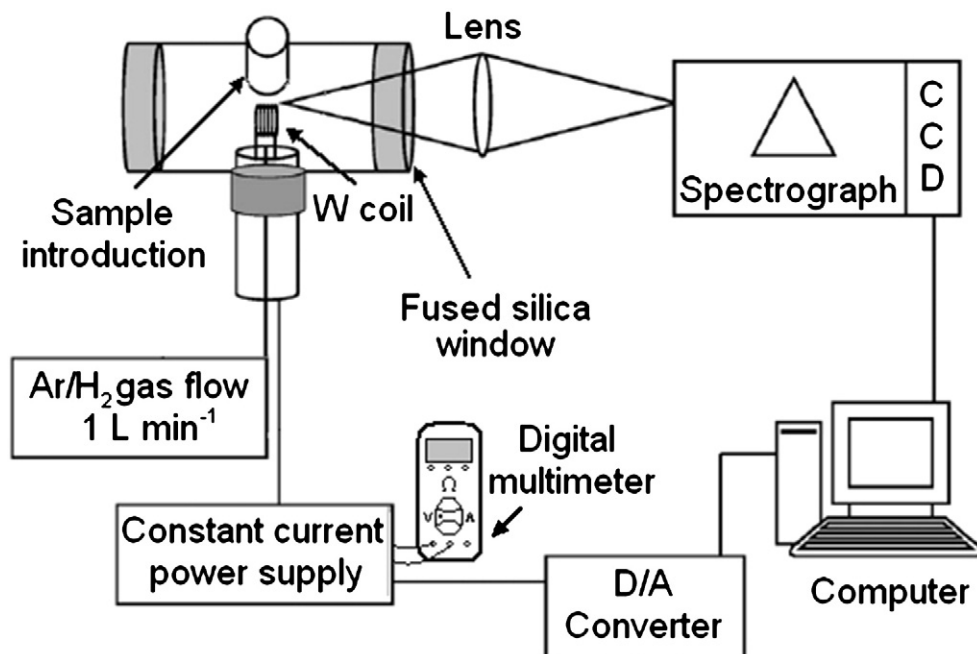 Lens
C
C
D
Spectrograph
Sample
introduction
W coil
Fused silica
window
Ar/H₂ gas flow
1 L min⁻¹
Digital
multimeter
Ω
V A
Constant current
power supply
D/A
Converter
Computer